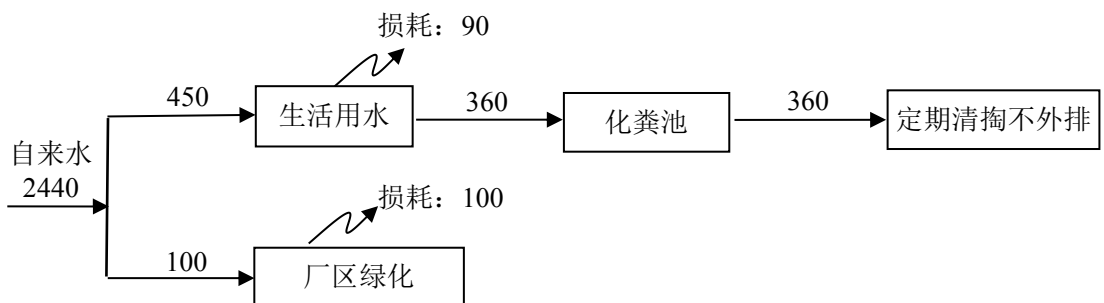 损耗：90
450
生活用水
360
化粪池
360
定期清掏不外排
自来水
2440
损耗：100
100
厂区绿化